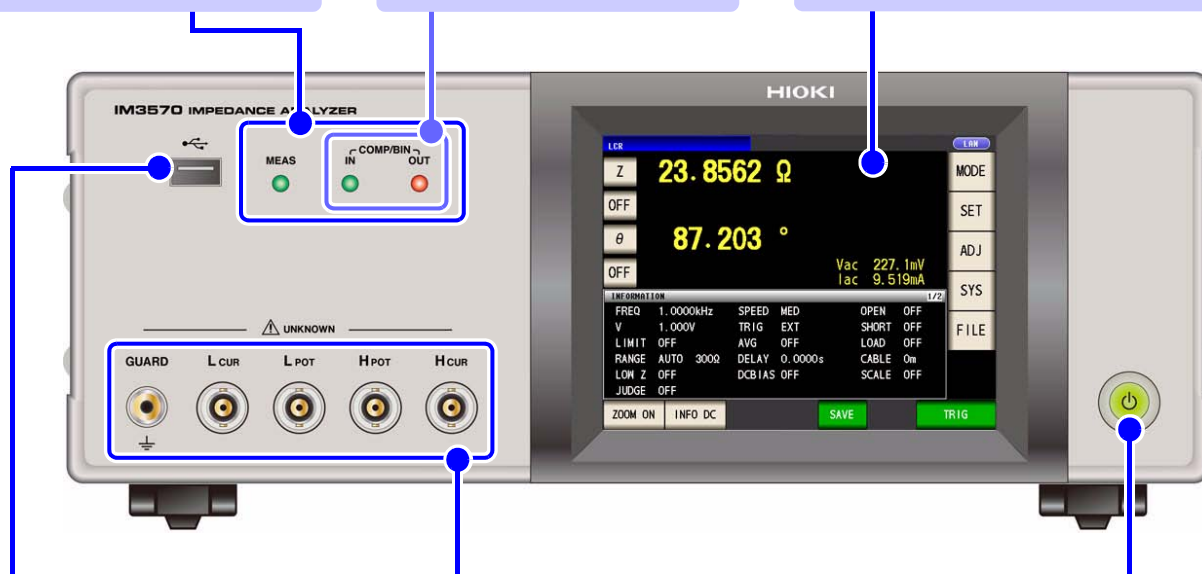 HIOKI
IM3570 IMPEDANCE ANALYZER
MEAS
COMP/BIN
IN OUT
UNKNOWN
GUARD L CUR L POT H POT H CUR
LCR LAN
Z 23.8562 Ω MODE
OFF SET
θ 87.203 ° ADJ
OFF Vac 227.1mV
Iac 9.519mA SYS
INFORMATION 1/2
FREQ 1.0000kHz SPEED MED OPEN OFF
V 1.000V TRIG EXT SHORT OFF FILE
LIMIT OFF AVG OFF LOAD OFF
RANGE AUTO 300Ω DELAY 0.0000s CABLE 0m
LOW Z OFF DCBIAS OFF SCALE OFF
JUDGE OFF
ZOOM ON INFO DC SAVE TRIG